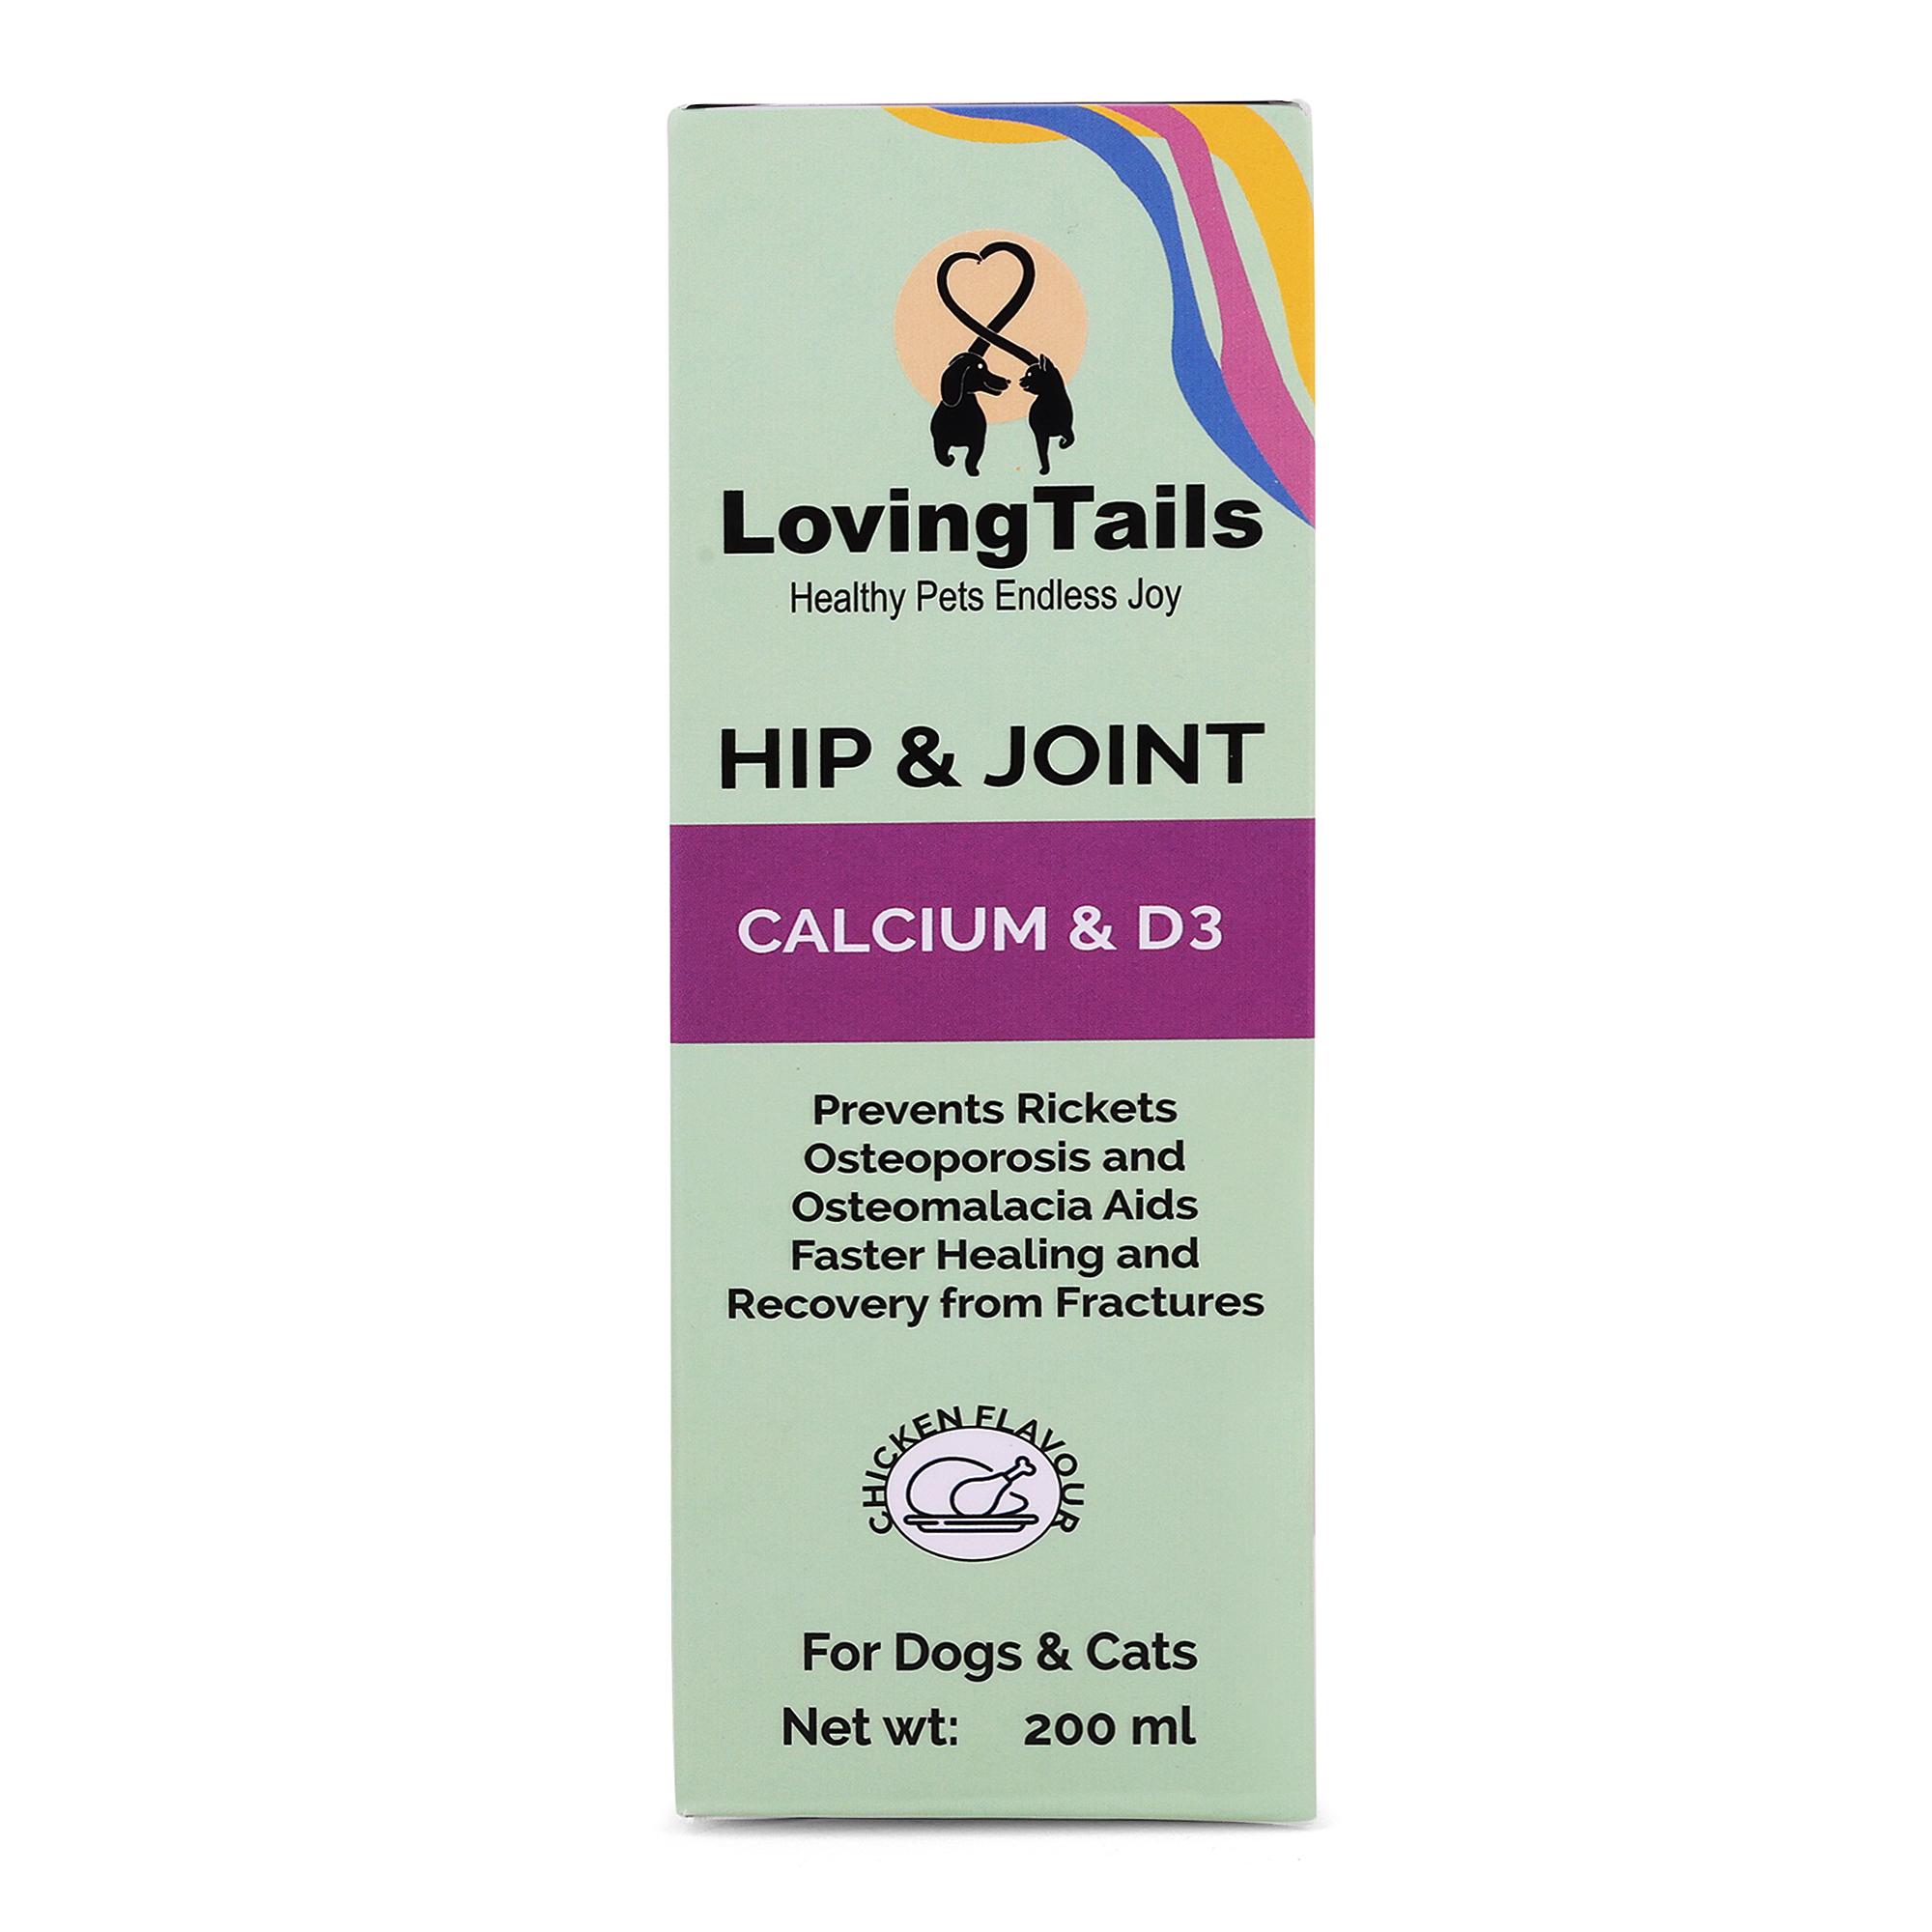 LovingTails
Healthy Pets Endless Joy
HIP & JOINT
CALCIUM & D3
Prevents Rickets
Osteoporosis and
Osteomalacia Aids
Faster Healing and
Recovery from Fractures
CHICKEN FLAVOUR
For Dogs & Cats
Net wt: 200 ml